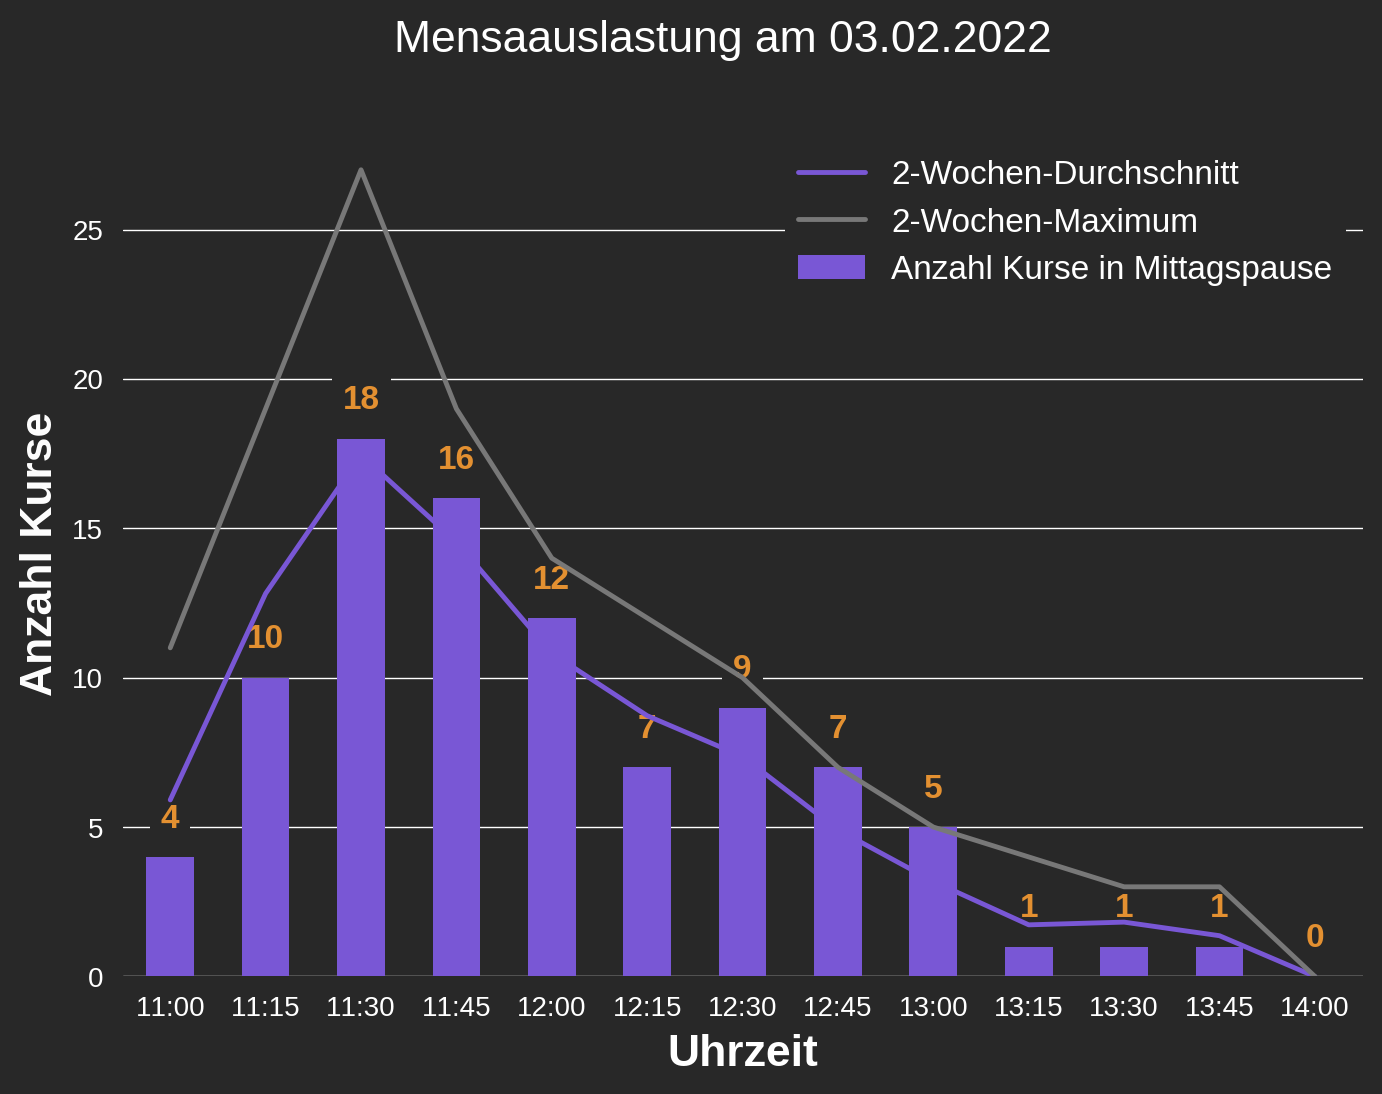 Mensaauslastung am 03.02.2022
2-Wochen-Durchschnitt
2-Wochen-Maximum
Anzahl Kurse in Mittagspause
Anzahl Kurse
25
20
15
10
5
0
4
10
18
16
12
7
9
7
5
1
1
1
0
11:00 11:15 11:30 11:45 12:00 12:15 12:30 12:45 13:00 13:15 13:30 13:45 14:00
Uhrzeit